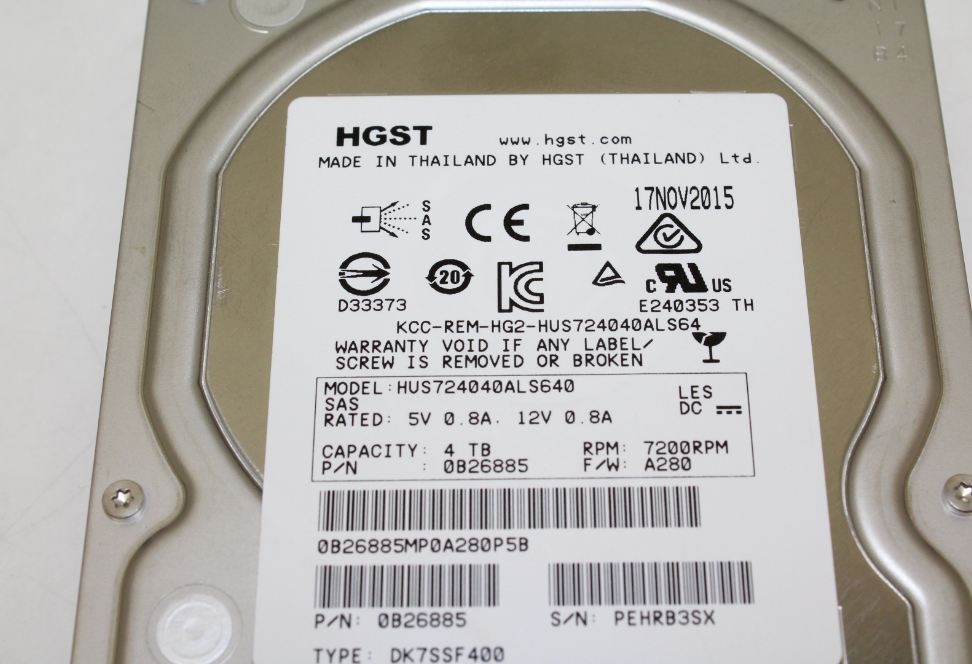 HGST www.hgst.com
MADE IN THAILAND BY HGST (THAILAND) Ltd.
17NOV2015
SAS
CE
20
D33373
c RU US
E240353 TH
KCC-REM-HG2-HUS724040ALS64
WARRANTY VOID IF ANY LABEL/
SCREW IS REMOVED OR BROKEN
MODEL: HUS724040ALS640
LES
SAS
DC
RATED: 5V 0.8A. 12V 0.8A
CAPACITY: 4 TB RPM: 7200RPM
P/N : 0B26885 F/W: A280
0B26885MP0A280P5B
P/N: 0B26885 S/N: PEHRB3SX
TYPE: DK7SSF400